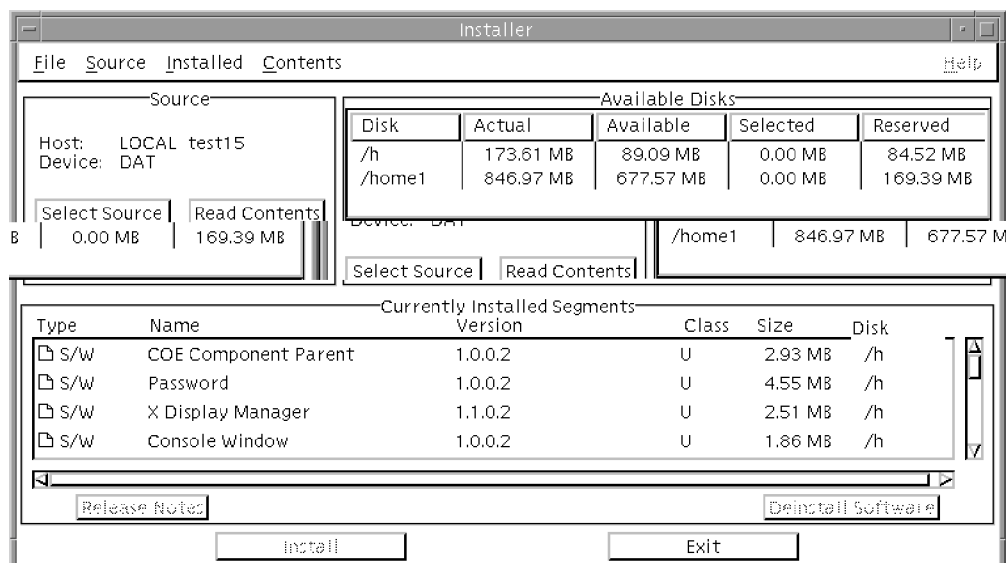 Installer
File Source Installed Contents Help
Source
Host: LOCAL test15
Device: DAT
Select Source Read Contents
Available Disks
Disk Actual Available Selected Reserved
/h 173.61 MB 89.09 MB 0.00 MB 84.52 MB
/home1 846.97 MB 677.57 MB 0.00 MB 169.39 MB
B 0.00 MB 169.39 MB /home1 846.97 MB 677.57 M
Select Source Read Contents
Currently Installed Segments
Type Name Version Class Size Disk
S/W COE Component Parent 1.0.0.2 U 2.93 MB /h
S/W Password 1.0.0.2 U 4.55 MB /h
S/W X Display Manager 1.1.0.2 U 2.51 MB /h
S/W Console Window 1.0.0.2 U 1.86 MB /h
Release Notes Deinstall Software
Install Exit